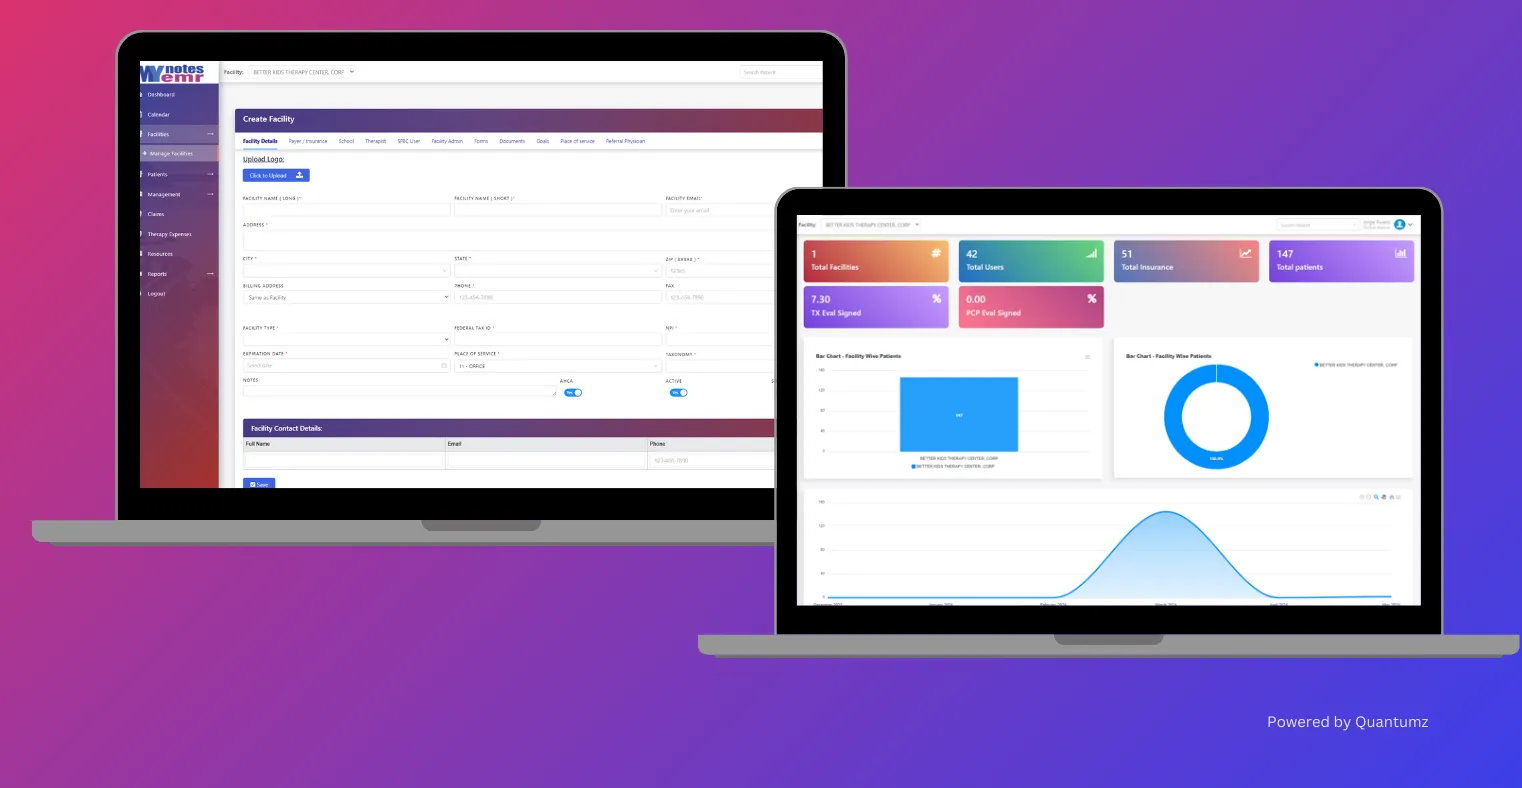 notes
emr
Facility: BETTER KIDS THERAPY CENTER, CORP
Search Patient
Dashboard
Calendar
Facilities
Manage Facilities
Patients
Management
Claims
Therapy Expenses
Resources
Reports
Logout
Create Facility
Facility Details Payer / Insurance School Therapist SPEC User Facility Admin Forms Documents Goals Place of service Referral Physician
Upload Logo:
Click to Upload
FACILITY NAME ( LONG )* FACILITY NAME ( SHORT )* FACILITY EMAIL*
Enter your email
ADDRESS *
CITY * STATE * ZIP ( XXXXX ) *
12345
BILLING ADDRESS PHONE * FAX
Same as Facility 123-456-7890 123-456-7890
FACILITY TYPE * FEDERAL TAX ID * NPI *
EXPIRATION DATE * PLACE OF SERVICE * TAXONOMY *
Select date 11 - OFFICE
NOTES AHCA ACTIVE
Yes Yes
Facility Contact Details:
Full Name Email Phone
123-456-7890
Save
Facility: BETTER KIDS THERAPY CENTER, CORP
Search Patient
1 42 51 147
Total Facilities Total Users Total Insurance Total patients
7.30 % 0.00 %
TX Eval Signed PCP Eval Signed
Bar Chart - Facility Wise Patients
160
120
80
40
0
147
BETTER KIDS THERAPY CENTER, CORP
BETTER KIDS THERAPY CENTER, CORP
Bar Chart - Facility Wise Patients
BETTER KIDS THERAPY CENTER, CORP
100.0%
160
120
80
40
0
December 2023 January 2024 February 2024 March 2024 April 2024 May 2024
Powered by Quantumz